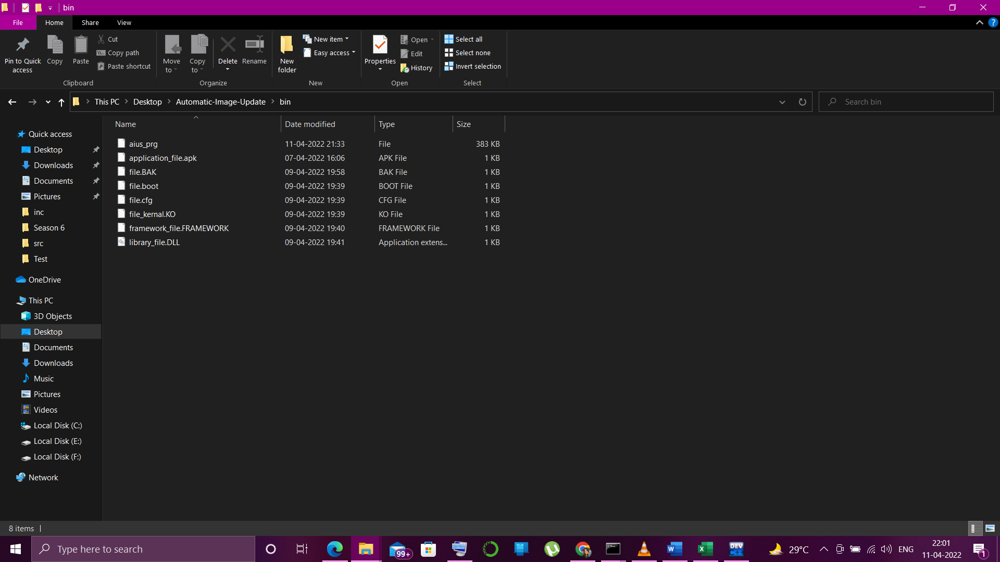 bin
File Home Share View
Pin to Quick access
Copy
Paste
Cut
Copy path
Paste shortcut
Clipboard
Move to
Copy to
Delete
Rename
Organize
New folder
New item
Easy access
New
Properties
Open
Edit
History
Open
Select all
Select none
Invert selection
Select
This PC > Desktop > Automatic-Image-Update > bin
Search bin
Quick access
Desktop
Downloads
Documents
Pictures
inc
Season 6
src
Test
OneDrive
This PC
3D Objects
Desktop
Documents
Downloads
Music
Pictures
Videos
Local Disk (C:)
Local Disk (E:)
Local Disk (F:)
Network
Name Date modified Type Size
aius_prg 11-04-2022 21:33 File 383 KB
application_file.apk 07-04-2022 16:06 APK File 1 KB
file.BAK 09-04-2022 19:58 BAK File 1 KB
file.boot 09-04-2022 19:39 BOOT File 1 KB
file.cfg 09-04-2022 19:39 CFG File 1 KB
file_kernal.KO 09-04-2022 19:39 KO File 1 KB
framework_file.FRAMEWORK 09-04-2022 19:40 FRAMEWORK File 1 KB
library_file.DLL 09-04-2022 19:41 Application extens... 1 KB
8 items
Type here to search
99+
W
X
DEV
29°C
ENG
22:01
11-04-2022
1